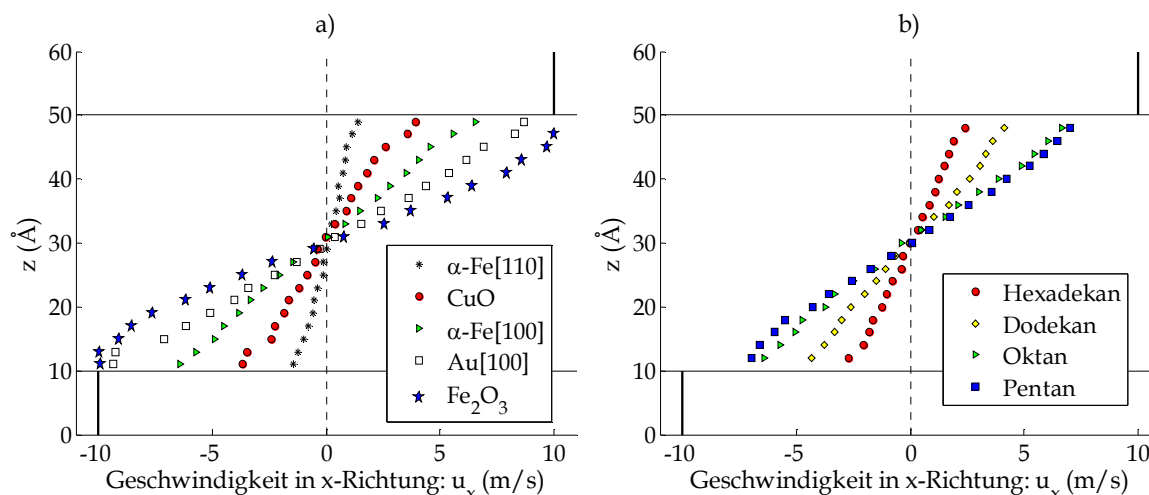 a)
60
50
40
30
20
10
0
z (Å)
-10
-5
0
5
10
Geschwindigkeit in x-Richtung: u_x (m/s)
α-Fe[110]
CuO
α-Fe[100]
Au[100]
Fe₂O₃
b)
60
50
40
30
20
10
0
z (Å)
-10
-5
0
5
10
Geschwindigkeit in x-Richtung: u_x (m/s)
Hexadekan
Dodekan
Oktan
Pentan